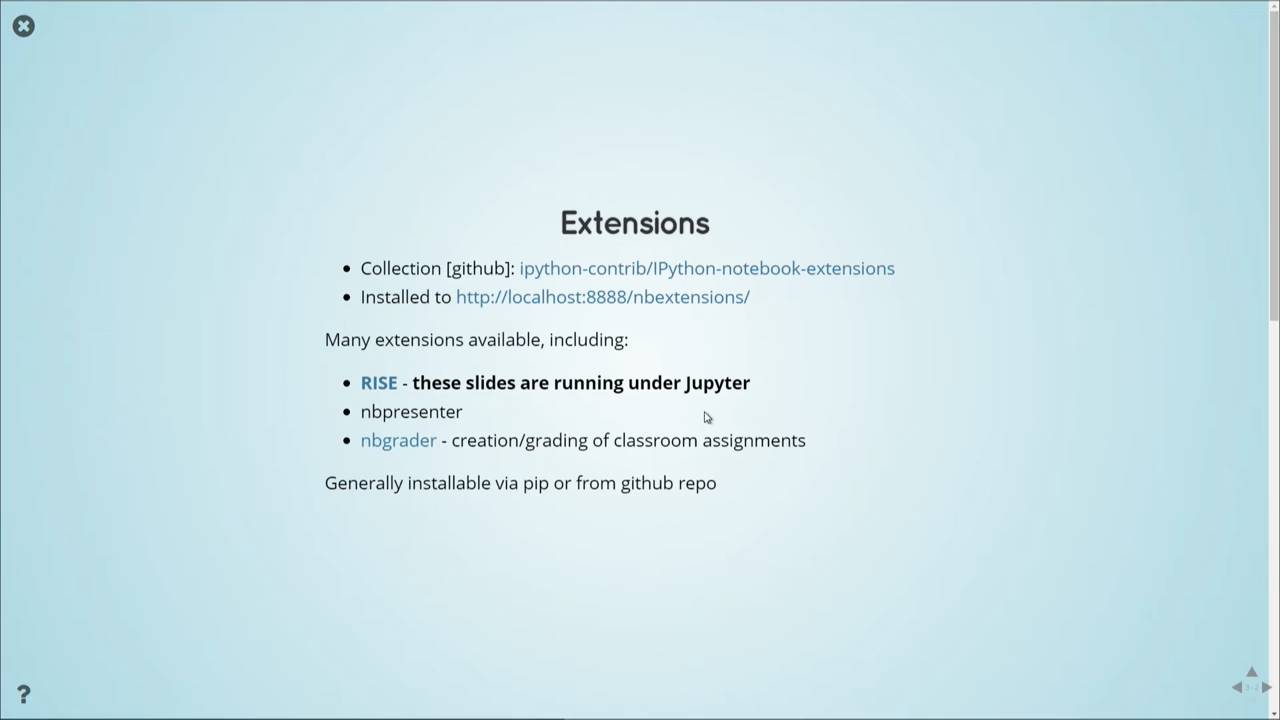 Extensions
Collection [github]: ipython-contrib/IPython-notebook-extensions
Installed to http://localhost:8888/nbextensions/
Many extensions available, including:
RISE - these slides are running under Jupyter
nbpresenter
nbgrader - creation/grading of classroom assignments
Generally installable via pip or from github repo
?